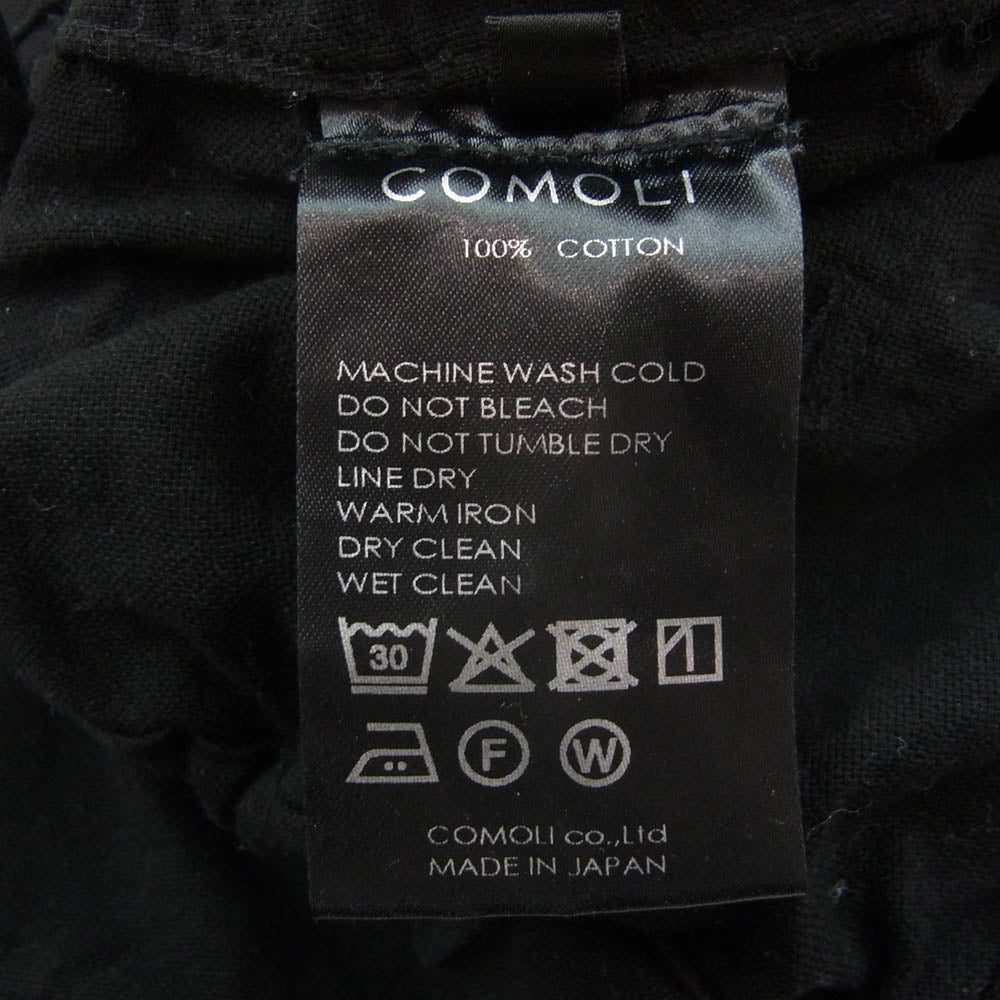 COMOLI
100% COTTON
MACHINE WASH COLD
DO NOT BLEACH
DO NOT TUMBLE DRY
LINE DRY
WARM IRON
DRY CLEAN
WET CLEAN
30
F W
COMOLI co.,Ltd
MADE IN JAPAN